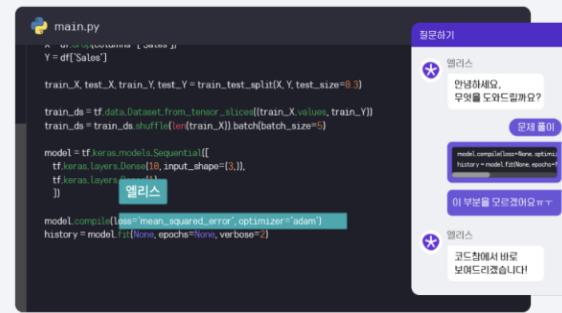 main.py
Y = df["Sales"]
train_X, test_X, train_Y, test_Y = train_test_split(X, Y, test_size=0.3)
train_ds = tf.data.Dataset.from_tensor_slices((train_X.values, train_Y))
train_ds = train_ds.shuffle(len(train_X)).batch(batch_size=5)
model = tf.keras.models.Sequential([
tf.keras.layers.Dense(10, input_shape=(3,)),
tf.keras.layers.Dense(1)
])
엘리스
model.compile(loss='mean_squared_error', optimizer='adam')
history = model.fit(None, epochs=None, verbose=2)
질문하기
엘리스
안녕하세요,
무엇을 도와드릴까요?
문제 풀이
model.compile(loss=None, optimi
history = model.fit(None, epochs=
이 부분을 모르겠어요ㅠㅜ
엘리스
코드창에서 바로
보여드리겠습니다!